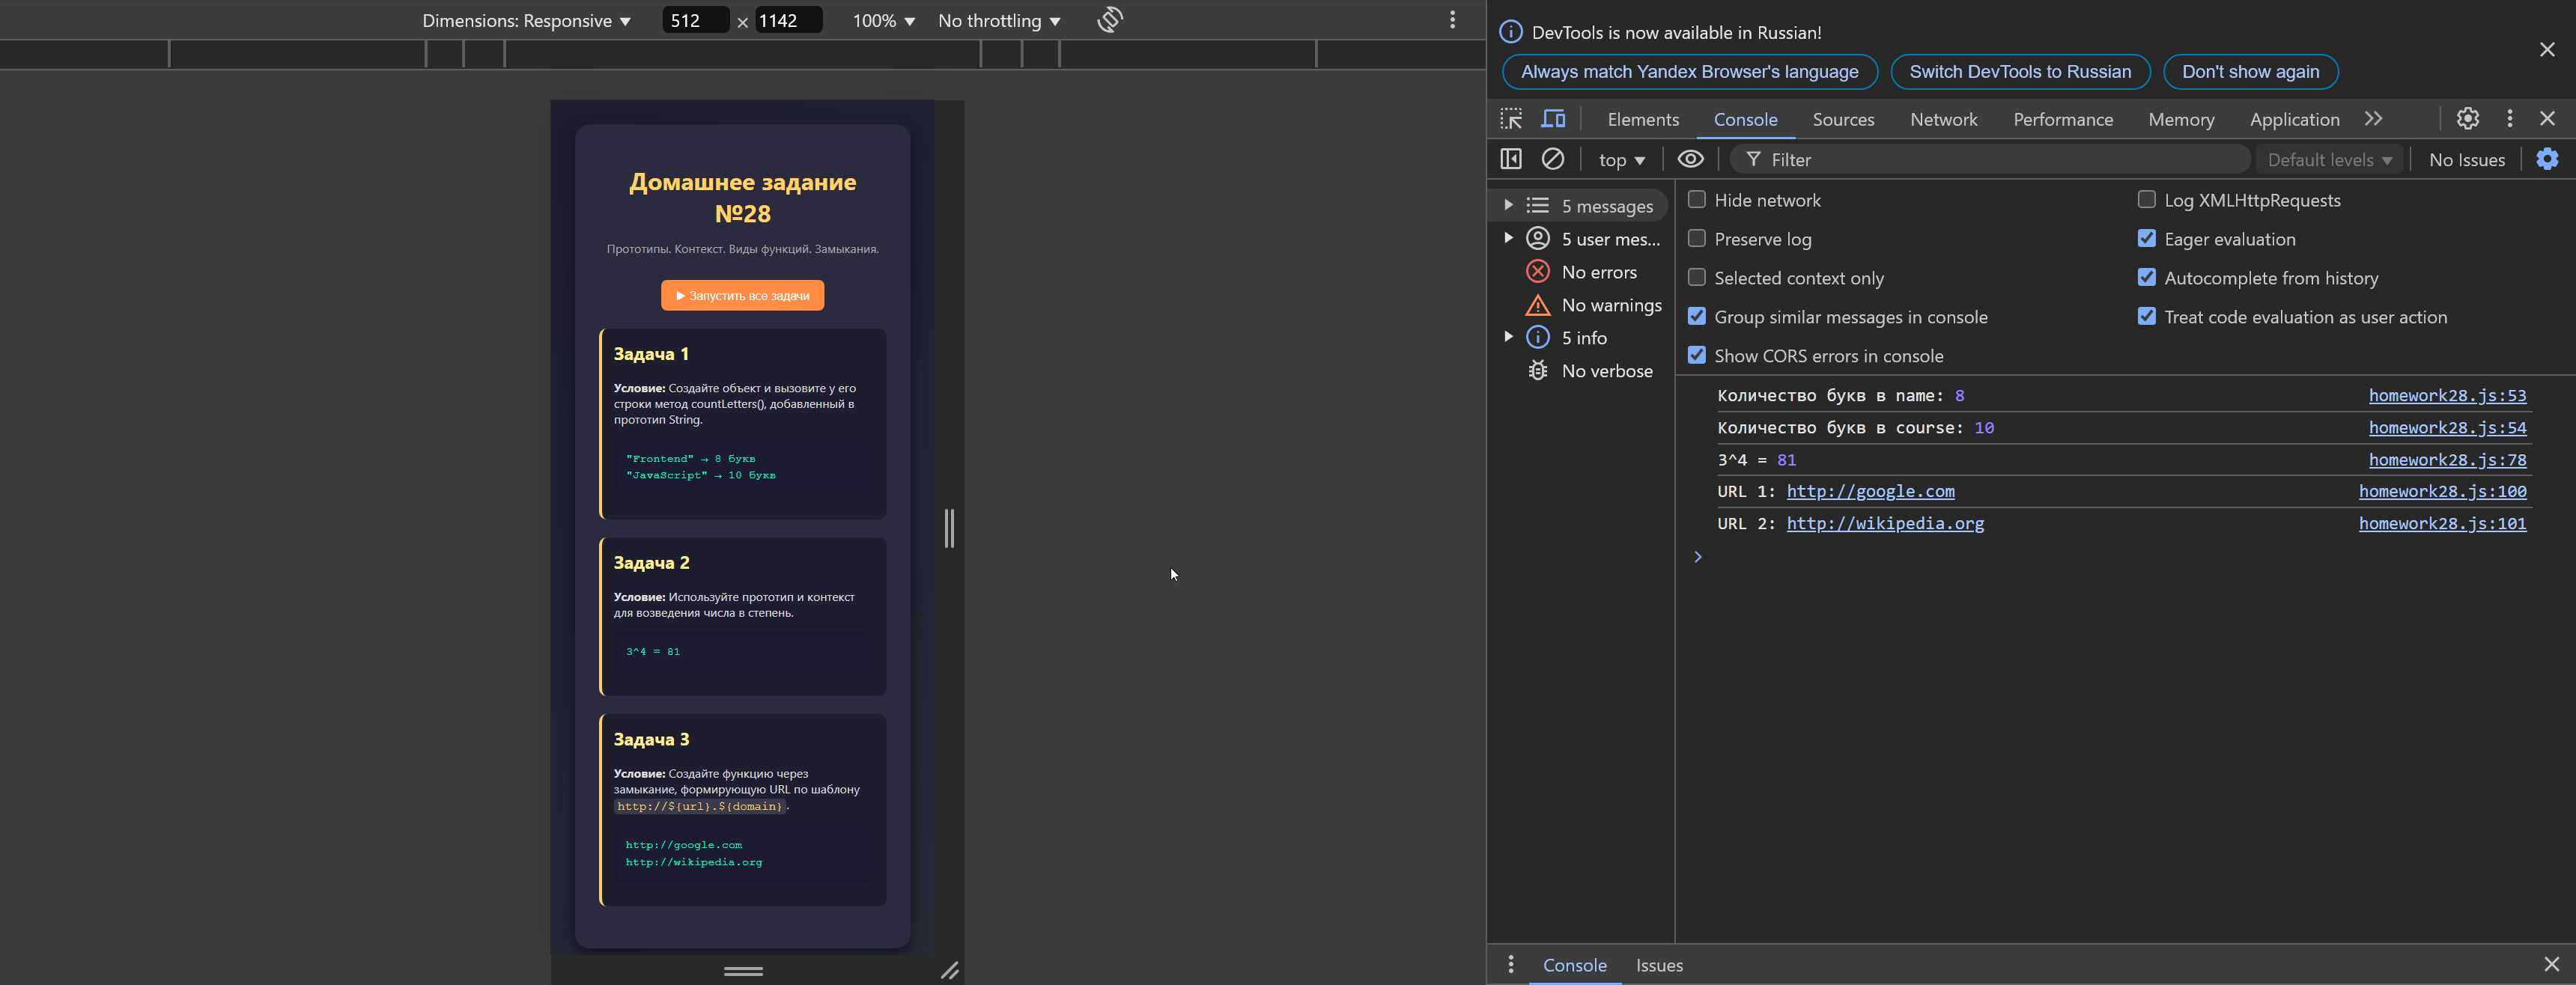 Dimensions: Responsive ▼ 512 × 1142 100% ▼ No throttling ▼
Домашнее задание
№28
Прототипы. Контекст. Виды функций. Замыкания.
▶ Запустить все задачи
Задача 1
Условие: Создайте объект и вызовите у его
строки метод countLetters(), добавленный в
прототип String.
"Frontend" → 8 букв
"JavaScript" → 10 букв
Задача 2
Условие: Используйте прототип и контекст
для возведения числа в степень.
3^4 = 81
Задача 3
Условие: Создайте функцию через
замыкание, формирующую URL по шаблону
http://${url}.${domain}.
http://google.com
http://wikipedia.org
DevTools is now available in Russian!
Always match Yandex Browser's language Switch DevTools to Russian Don't show again
Elements Console Sources Network Performance Memory Application
top ▼ Filter Default levels ▼ No Issues
5 messages
5 user mes...
No errors
No warnings
5 info
No verbose
Hide network Log XMLHttpRequests
Preserve log Eager evaluation
Selected context only Autocomplete from history
Group similar messages in console Treat code evaluation as user action
Show CORS errors in console
Количество букв в name: 8 homework28.js:53
Количество букв в course: 10 homework28.js:54
3^4 = 81 homework28.js:78
URL 1: http://google.com homework28.js:100
URL 2: http://wikipedia.org homework28.js:101
Console Issues